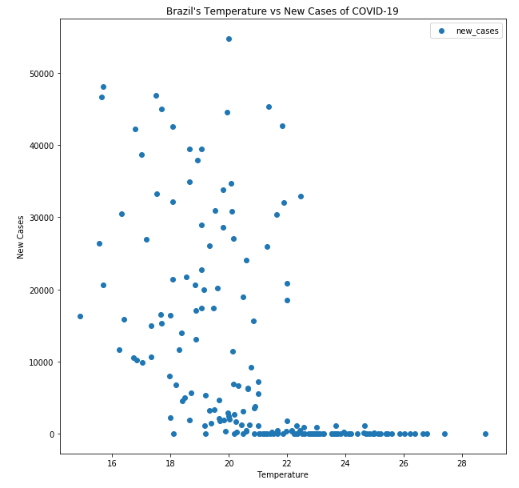 Brazil's Temperature vs New Cases of COVID-19
new_cases
50000
40000
30000
20000
10000
0
New Cases
16 18 20 22 24 26 28
Temperature